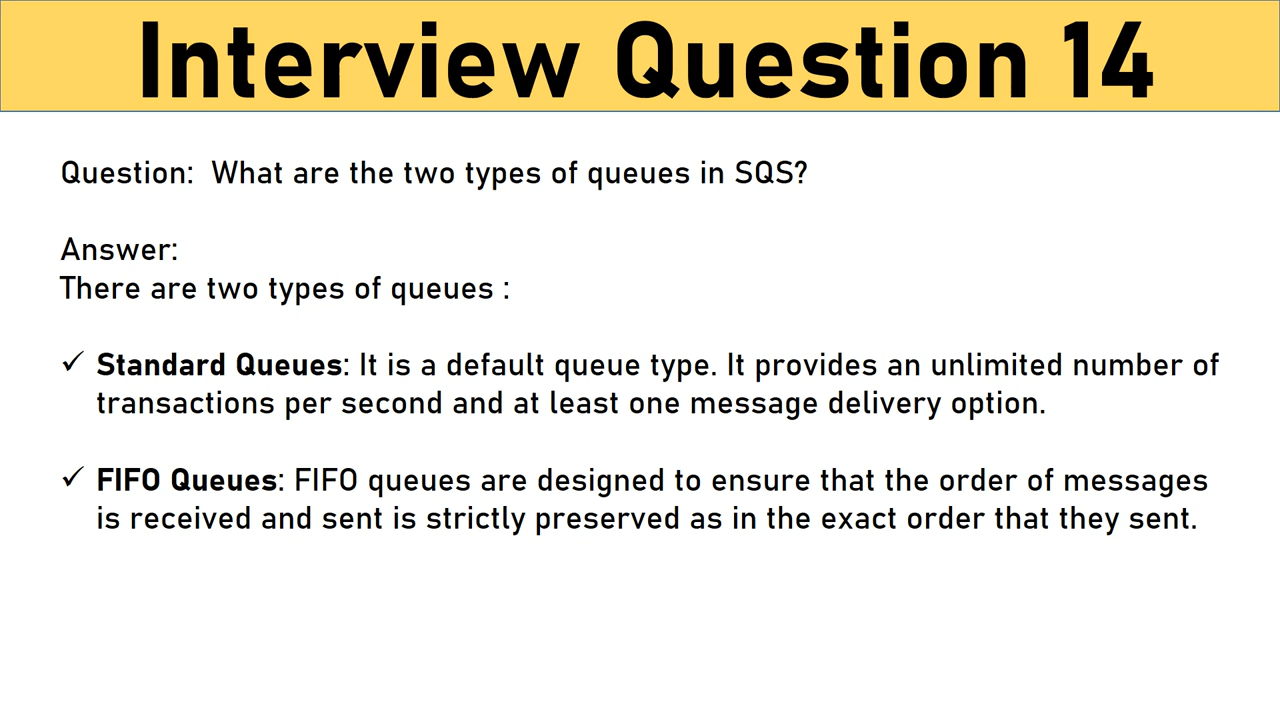 Interview Question 14
Question:  What are the two types of queues in SQS?
Answer:
There are two types of queues :
✓ Standard Queues: It is a default queue type. It provides an unlimited number of
transactions per second and at least one message delivery option.
✓ FIFO Queues: FIFO queues are designed to ensure that the order of messages
is received and sent is strictly preserved as in the exact order that they sent.